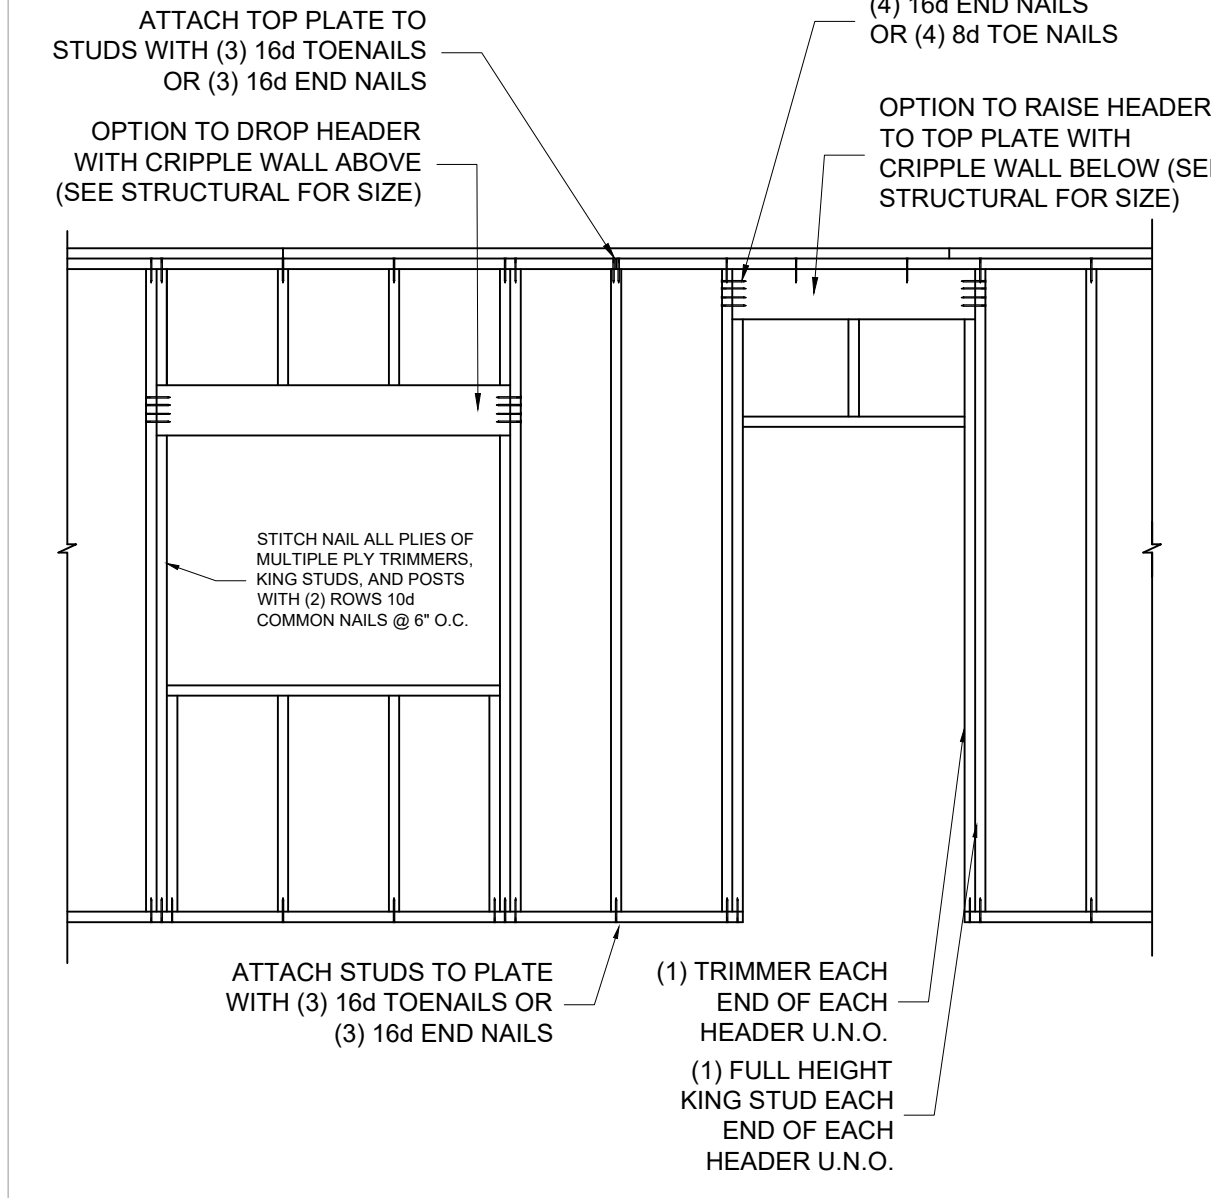 ATTACH TOP PLATE TO
STUDS WITH (3) 16d TOENAILS
OR (3) 16d END NAILS
OPTION TO DROP HEADER
WITH CRIPPLE WALL ABOVE
(SEE STRUCTURAL FOR SIZE)
(4) 16d END NAILS
OR (4) 8d TOE NAILS
OPTION TO RAISE HEADER
TO TOP PLATE WITH
CRIPPLE WALL BELOW (SEE
STRUCTURAL FOR SIZE)
STITCH NAIL ALL PLIES OF
MULTIPLE PLY TRIMMERS,
KING STUDS, AND POSTS
WITH (2) ROWS 10d
COMMON NAILS @ 6" O.C.
ATTACH STUDS TO PLATE
WITH (3) 16d TOENAILS OR
(3) 16d END NAILS
(1) TRIMMER EACH
END OF EACH
HEADER U.N.O.
(1) FULL HEIGHT
KING STUD EACH
END OF EACH
HEADER U.N.O.